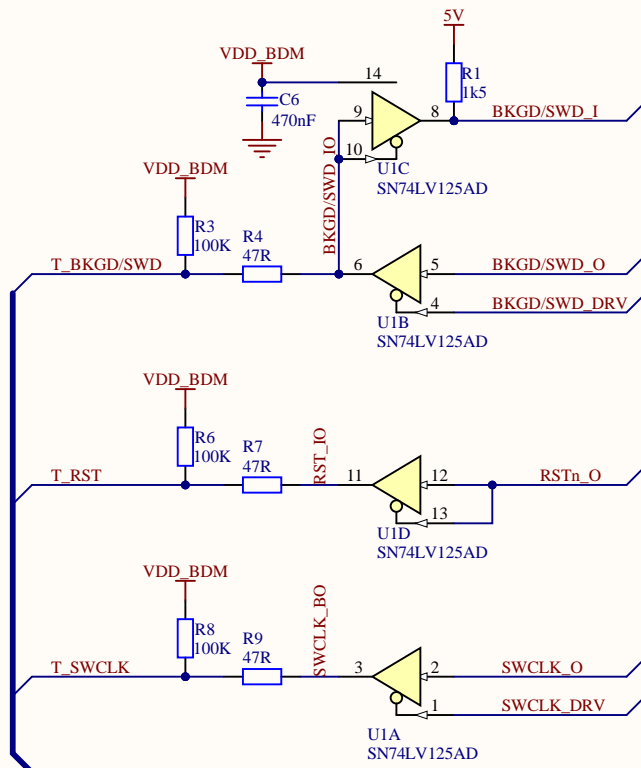 5V
VDD_BDM
14
R1
1k5
C6
470nF
9
8
BKGD/SWD_I
10
U1C
SN74LV125AD
BKGD/SWD_IO
VDD_BDM
R3
100K
R4
47R
T_BKGD/SWD
6
5
BKGD/SWD_O
4
BKGD/SWD_DRV
U1B
SN74LV125AD
VDD_BDM
R6
100K
R7
47R
RST_IO
T_RST
11
12
RSTn_O
13
U1D
SN74LV125AD
VDD_BDM
R8
100K
R9
47R
SWCLK_BO
T_SWCLK
3
2
SWCLK_O
1
SWCLK_DRV
U1A
SN74LV125AD